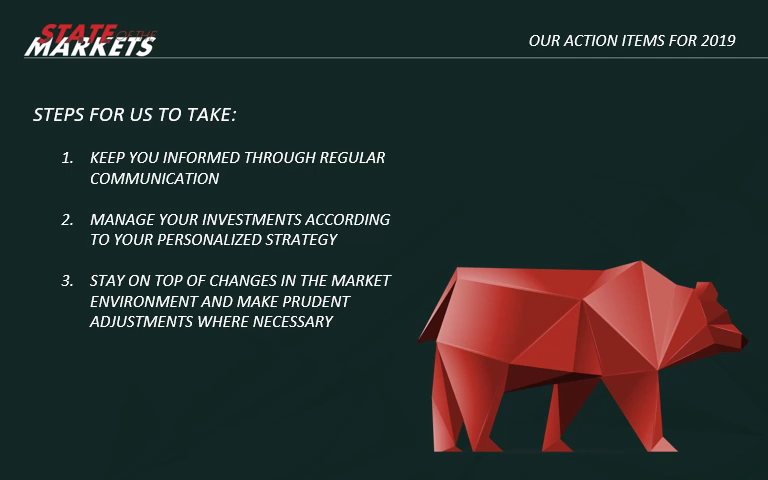 STATE OF THE
MARKETS
OUR ACTION ITEMS FOR 2019
STEPS FOR US TO TAKE:
1. KEEP YOU INFORMED THROUGH REGULAR
COMMUNICATION
2. MANAGE YOUR INVESTMENTS ACCORDING
TO YOUR PERSONALIZED STRATEGY
3. STAY ON TOP OF CHANGES IN THE MARKET
ENVIRONMENT AND MAKE PRUDENT
ADJUSTMENTS WHERE NECESSARY